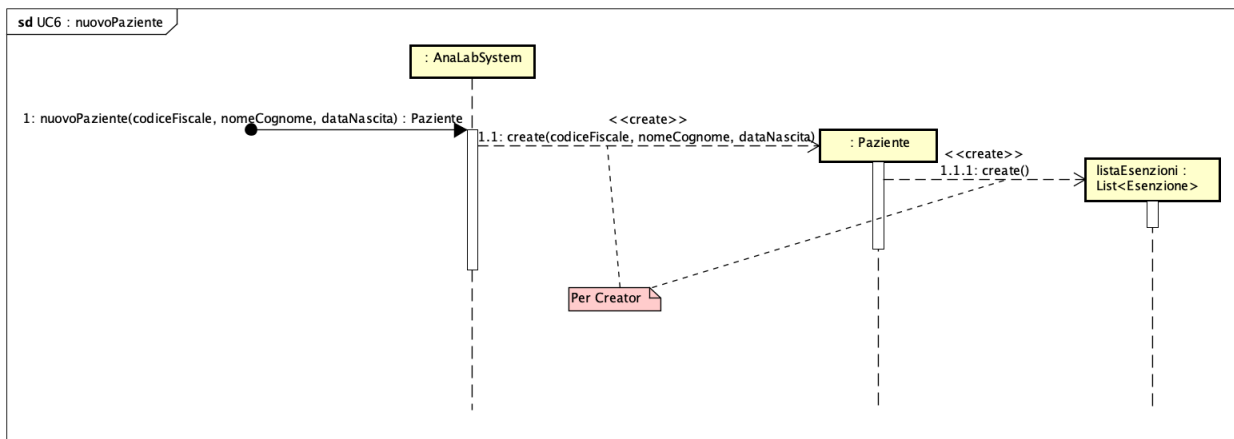 sd UC6 : nuovoPaziente
: AnaLabSystem
1: nuovoPaziente(codiceFiscale, nomeCognome, dataNascita) : Paziente
<<create>>
1.1: create(codiceFiscale, nomeCognome, dataNascita)
: Paziente
<<create>>
1.1.1: create()
listaEsenzioni :
List<Esenzione>
Per Creator